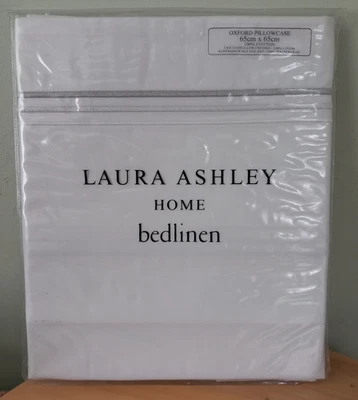 OXFORD PILLOWCASE
65cm x 65cm
100% COTTON
LAURA ASHLEY
HOME
bedlinen